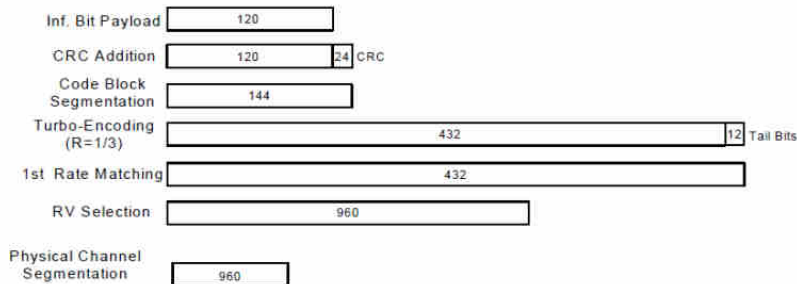 Inf. Bit Payload 120
CRC Addition 120 24 CRC
Code Block
Segmentation 144
Turbo-Encoding
(R=1/3) 432 12 Tail Bits
1st Rate Matching 432
RV Selection 960
Physical Channel
Segmentation 960